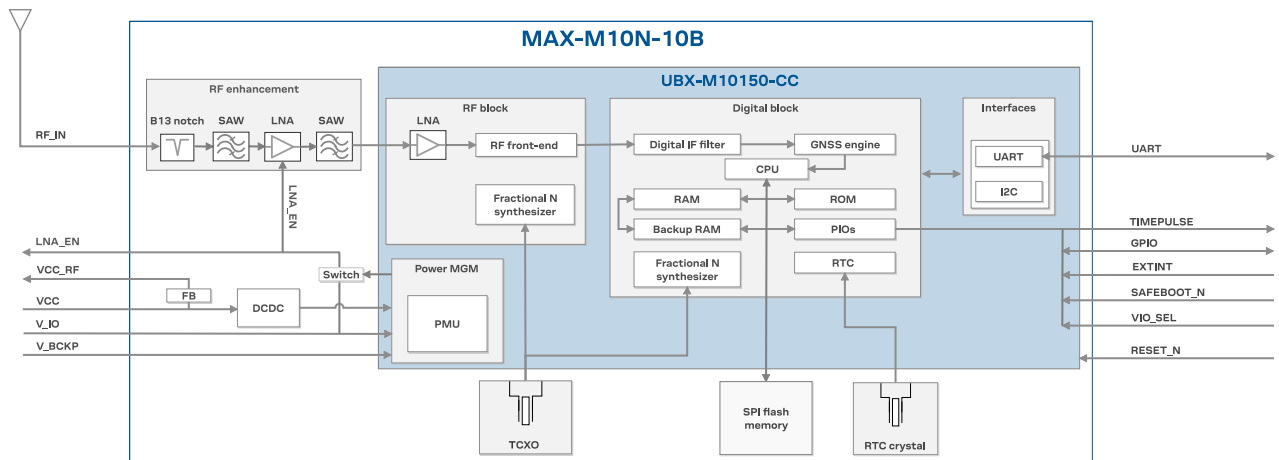 MAX-M10N-10B
UBX-M10150-CC
RF enhancement
B13 notch
SAW
LNA
SAW
RF_IN
LNA_EN
RF block
LNA
RF front-end
Fractional N
synthesizer
Digital block
Digital IF filter
GNSS engine
CPU
RAM
ROM
Backup RAM
PIOs
Fractional N
synthesizer
RTC
Interfaces
UART
I2C
UART
TIMEPULSE
GPIO
EXTINT
SAFEBOOT_N
VIO_SEL
RESET_N
LNA_EN
VCC_RF
FB
VCC
DCDC
V_IO
V_BCKP
Switch
Power MGM
PMU
TCXO
SPI flash
memory
RTC crystal